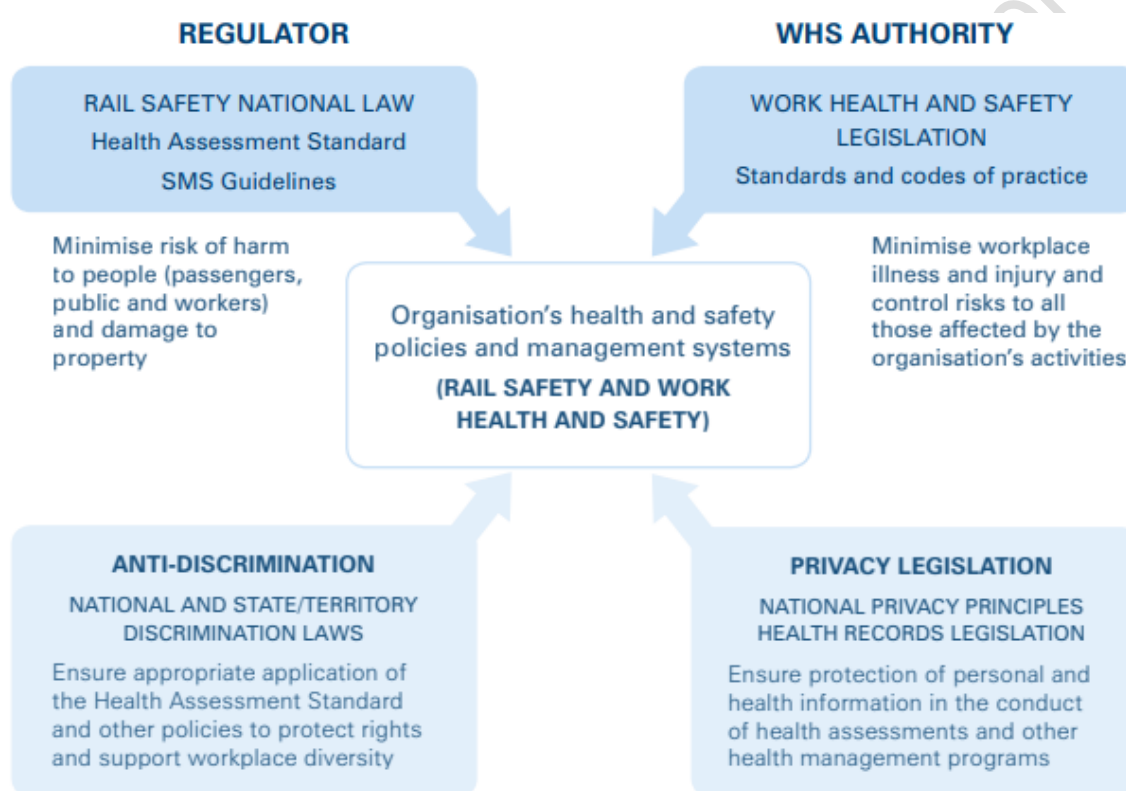 REGULATOR
RAIL SAFETY NATIONAL LAW
Health Assessment Standard
SMS Guidelines
Minimise risk of harm
to people (passengers,
public and workers)
and damage to
property
WHS AUTHORITY
WORK HEALTH AND SAFETY
LEGISLATION
Standards and codes of practice
Minimise workplace
illness and injury and
control risks to all
those affected by the
organisation's activities
Organisation's health and safety
policies and management systems
(RAIL SAFETY AND WORK
HEALTH AND SAFETY)
ANTI-DISCRIMINATION
NATIONAL AND STATE/TERRITORY
DISCRIMINATION LAWS
Ensure appropriate application of
the Health Assessment Standard
and other policies to protect rights
and support workplace diversity
PRIVACY LEGISLATION
NATIONAL PRIVACY PRINCIPLES
HEALTH RECORDS LEGISLATION
Ensure protection of personal and
health information in the conduct
of health assessments and other
health management programs